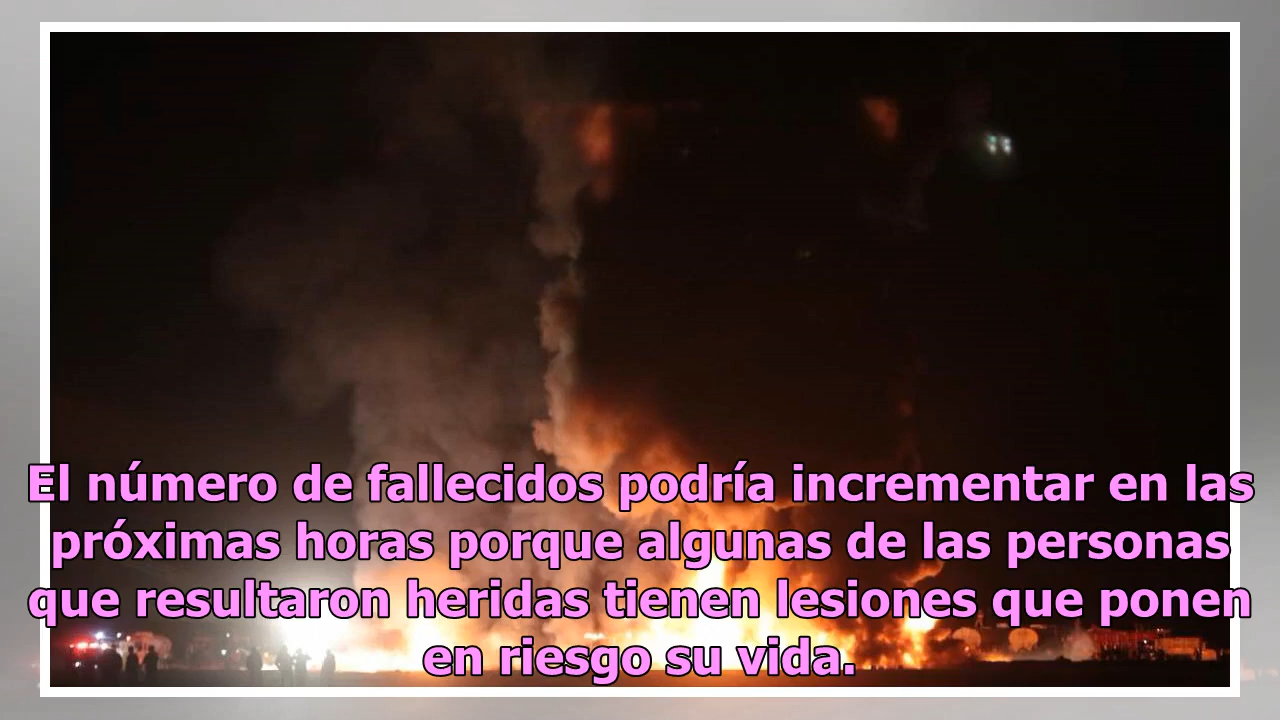 El número de fallecidos podría incrementar en las
próximas horas porque algunas de las personas
que resultaron heridas tienen lesiones que ponen
en riesgo su vida.